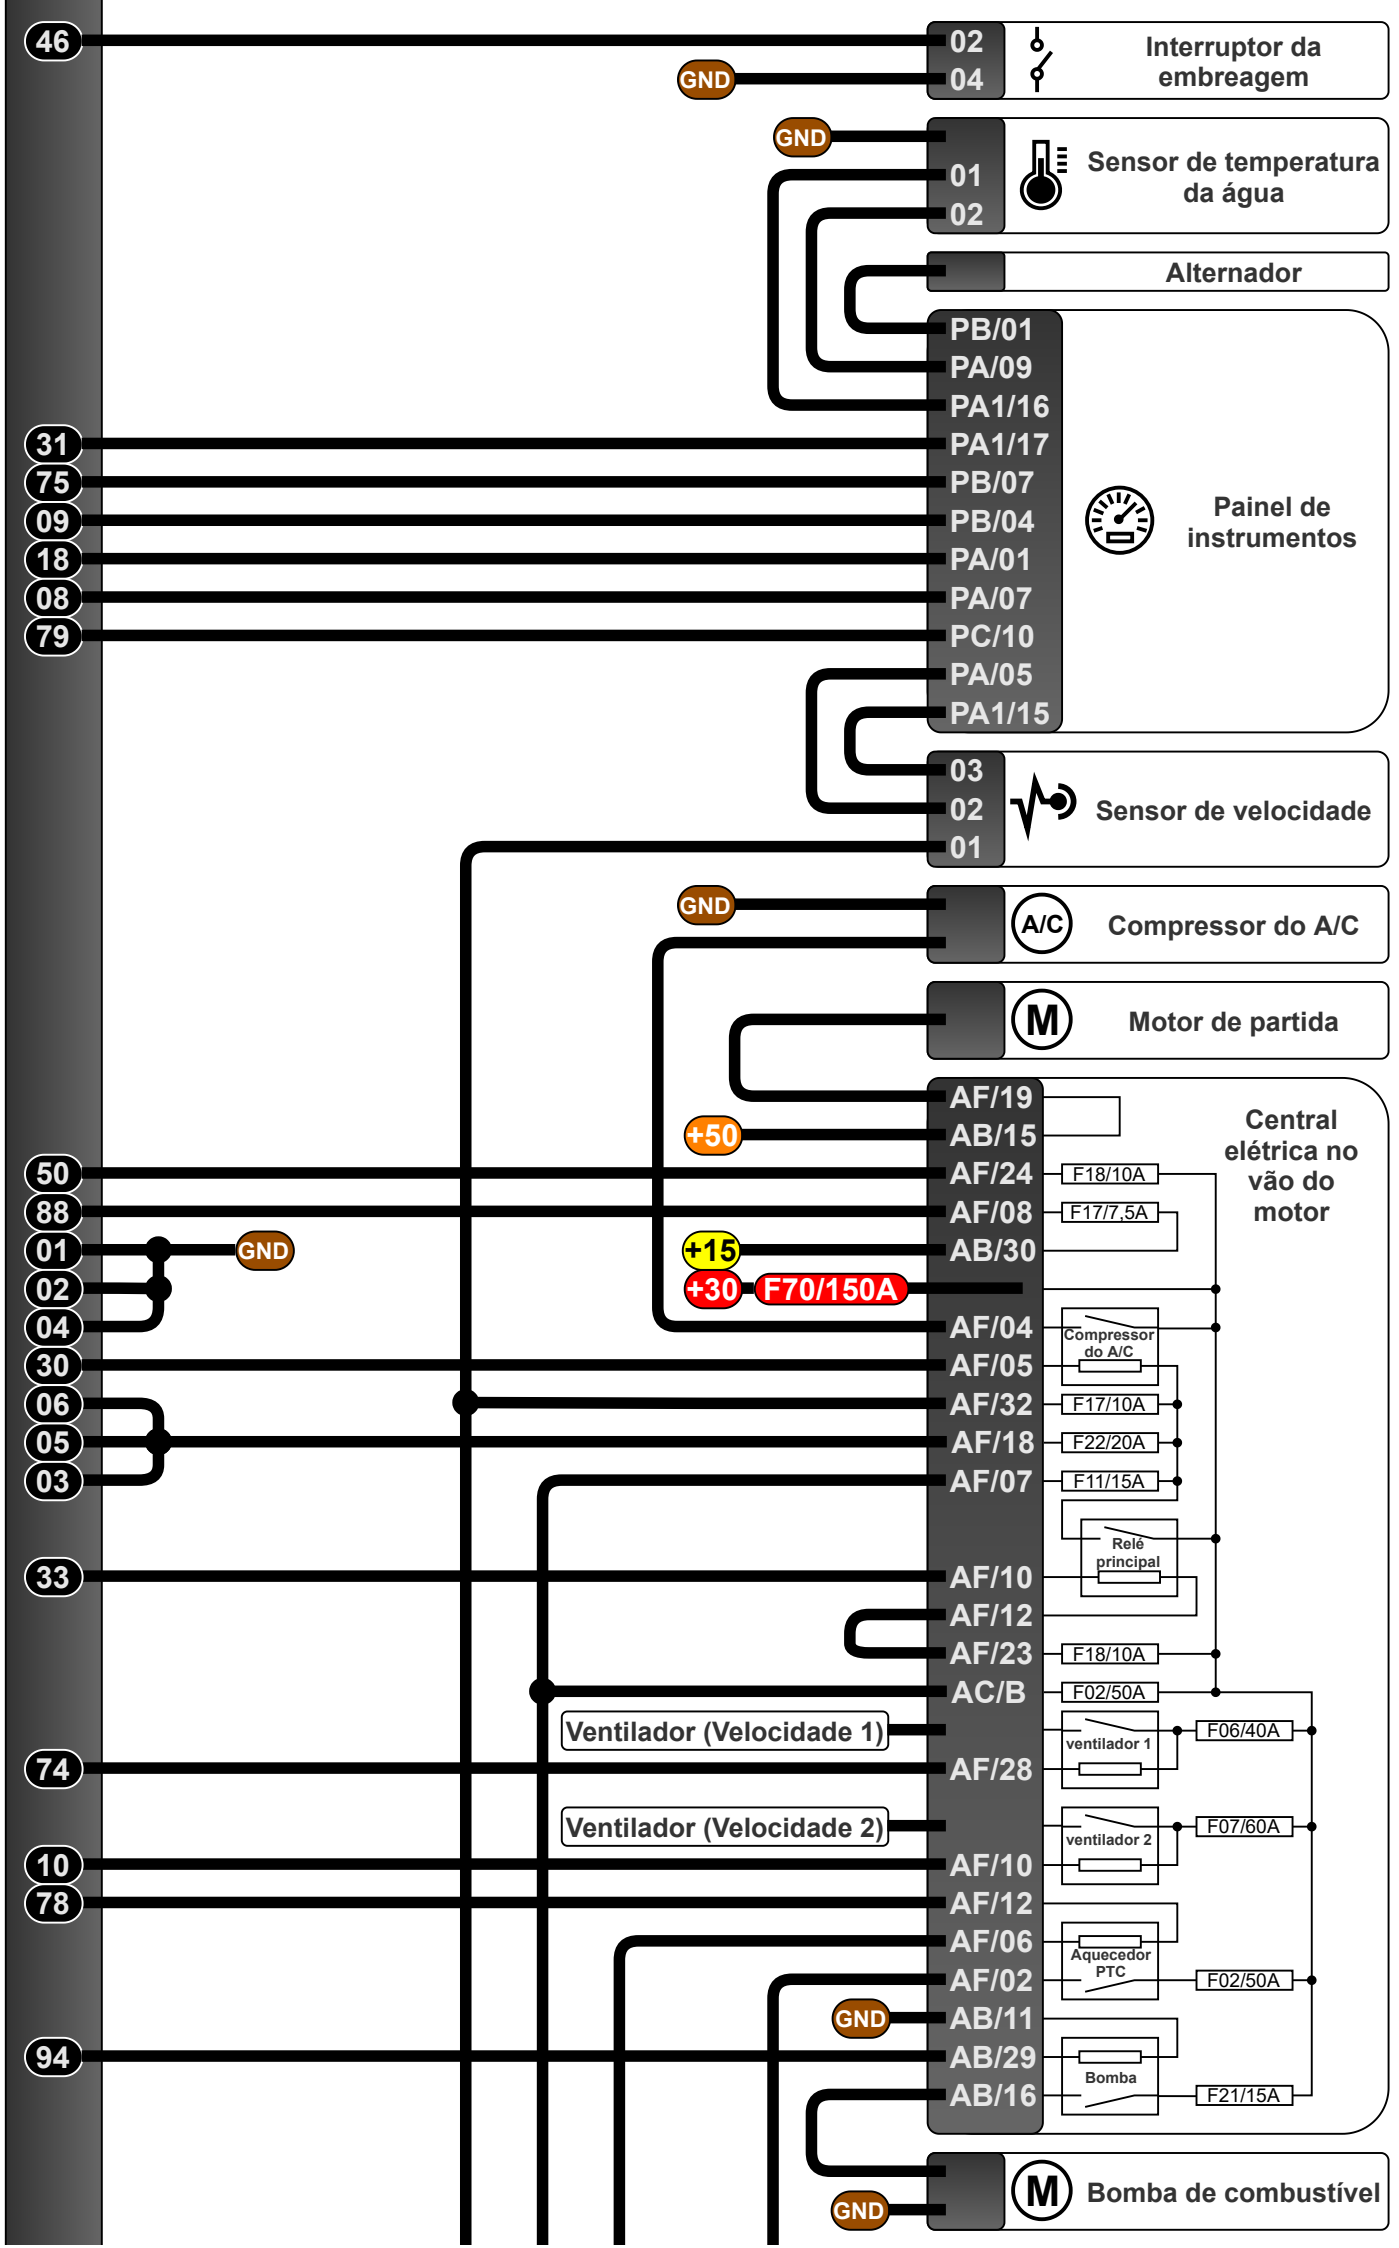 46
02
Interruptor da
embreagem
GND
04
GND
01
02
Sensor de temperatura
da água
Alternador
PB/01
PA/09
PA1/16
31
PA1/17
75
PB/07
09
PB/04
18
PA/01
08
PA/07
79
PC/10
PA/05
PA1/15
Painel de
instrumentos
03
02
01
Sensor de velocidade
GND
A/C
Compressor do A/C
M
Motor de partida
Central
elétrica no
vão do
motor
AF/19
+50
AB/15
50
AF/24
F18/10A
88
AF/08
F17/7,5A
01
GND
+15
AB/30
02
+30
F70/150A
04
AF/04
Compressor
do A/C
30
AF/05
06
AF/32
F17/10A
05
AF/18
F22/20A
03
AF/07
F11/15A
Relé
principal
33
AF/10
AF/12
AF/23
F18/10A
AC/B
F02/50A
Ventilador (Velocidade 1)
ventilador 1
F06/40A
74
AF/28
Ventilador (Velocidade 2)
ventilador 2
F07/60A
10
AF/10
78
AF/12
AF/06
Aquecedor
PTC
AF/02
F02/50A
GND
AB/11
94
AB/29
Bomba
AB/16
F21/15A
M
Bomba de combustível
GND